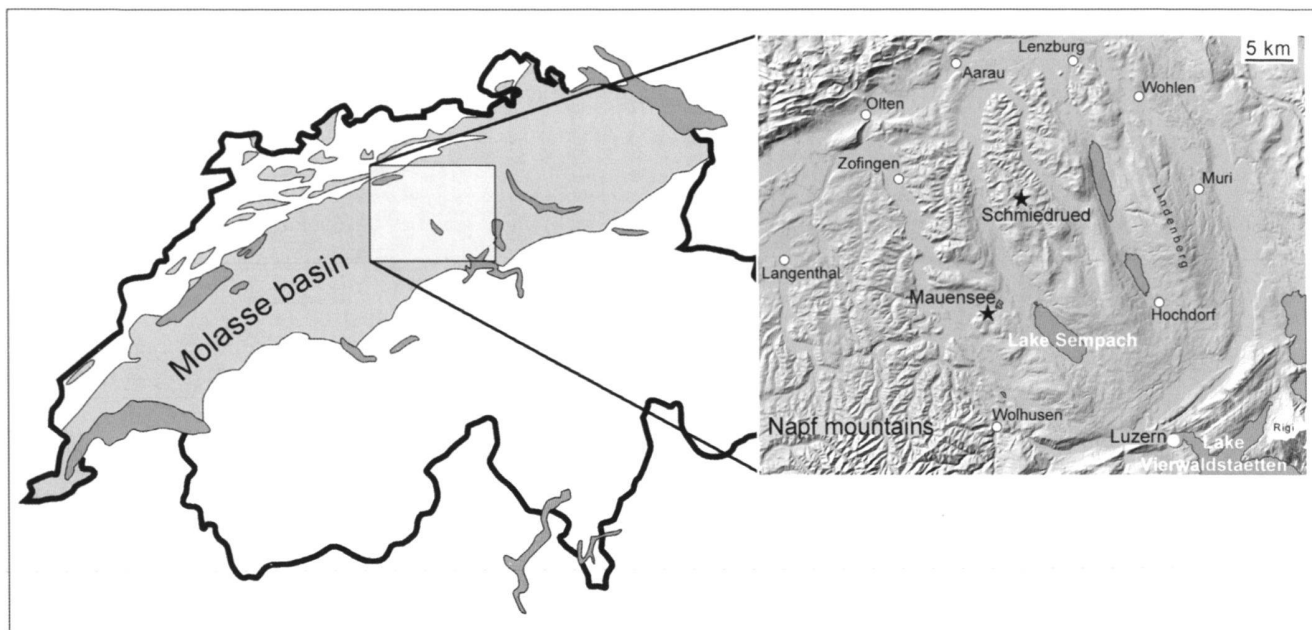 Molasse basin
5 km
Lenzburg
Aarau
Wohlen
Olten
Zofingen
Muri
Schmiedrued
Lindenberg
Langenthal
Mauensee
Hochdorf
Lake Sempach
Wolhusen
Napf mountains
Luzern
Rigi
Lake
Vierwaldstaetten